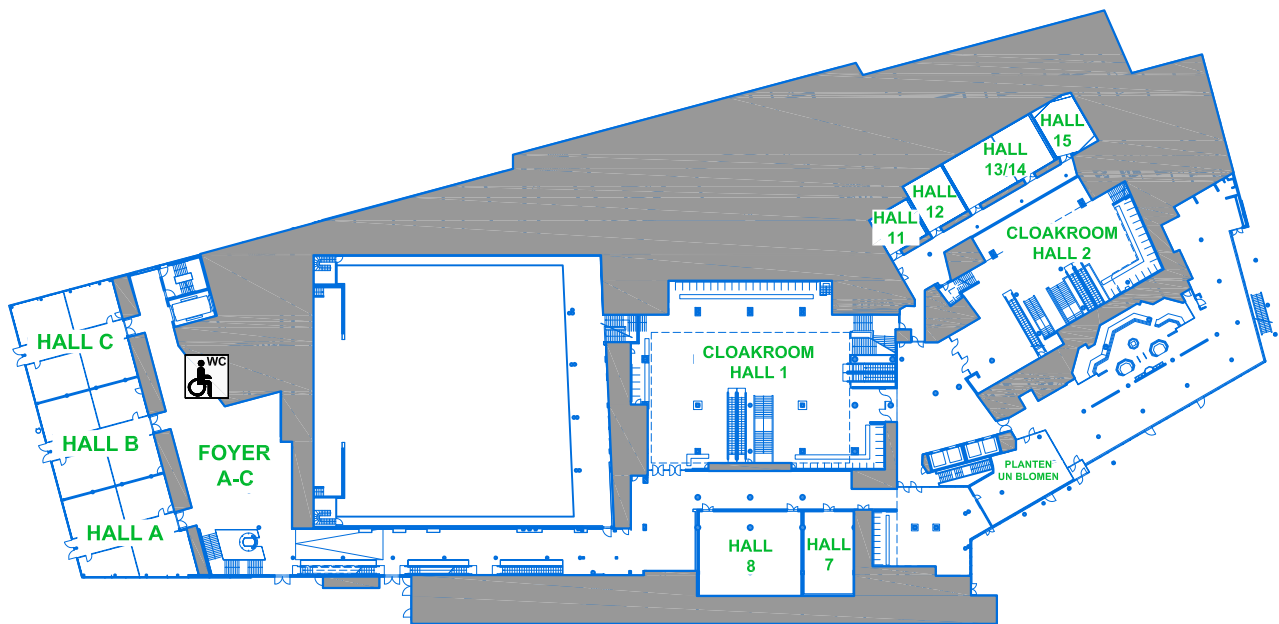 HALL
15
HALL
13/14
HALL
12
HALL
11
CLOAKROOM
HALL 2
HALL C
WC
CLOAKROOM
HALL 1
HALL B
FOYER
A-C
PLANTEN
UN BLOMEN
HALL A
HALL
8
HALL
7